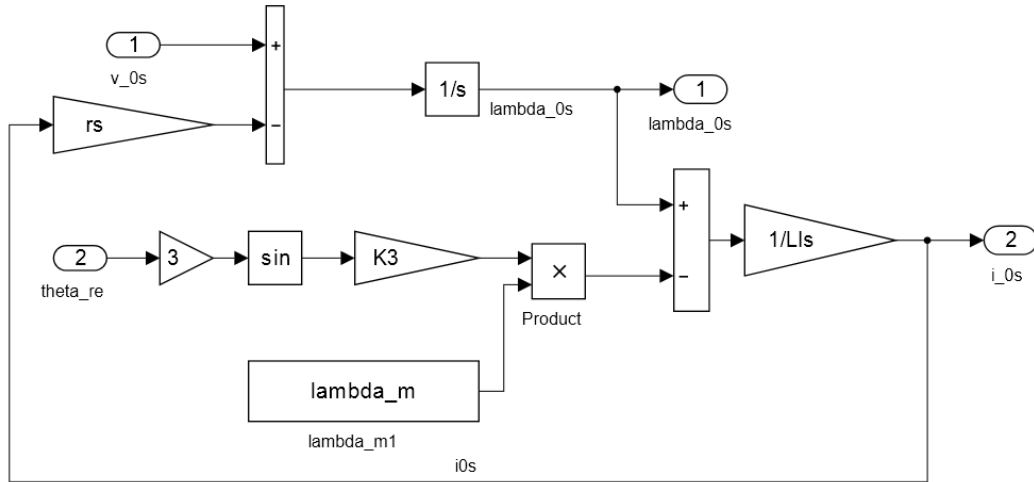 1
v_0s
+
−
rs
1/s
lambda_0s
1
lambda_0s
2
theta_re
3
sin
K3
×
Product
lambda_m
lambda_m1
+
−
1/LIs
2
i_0s
i0s